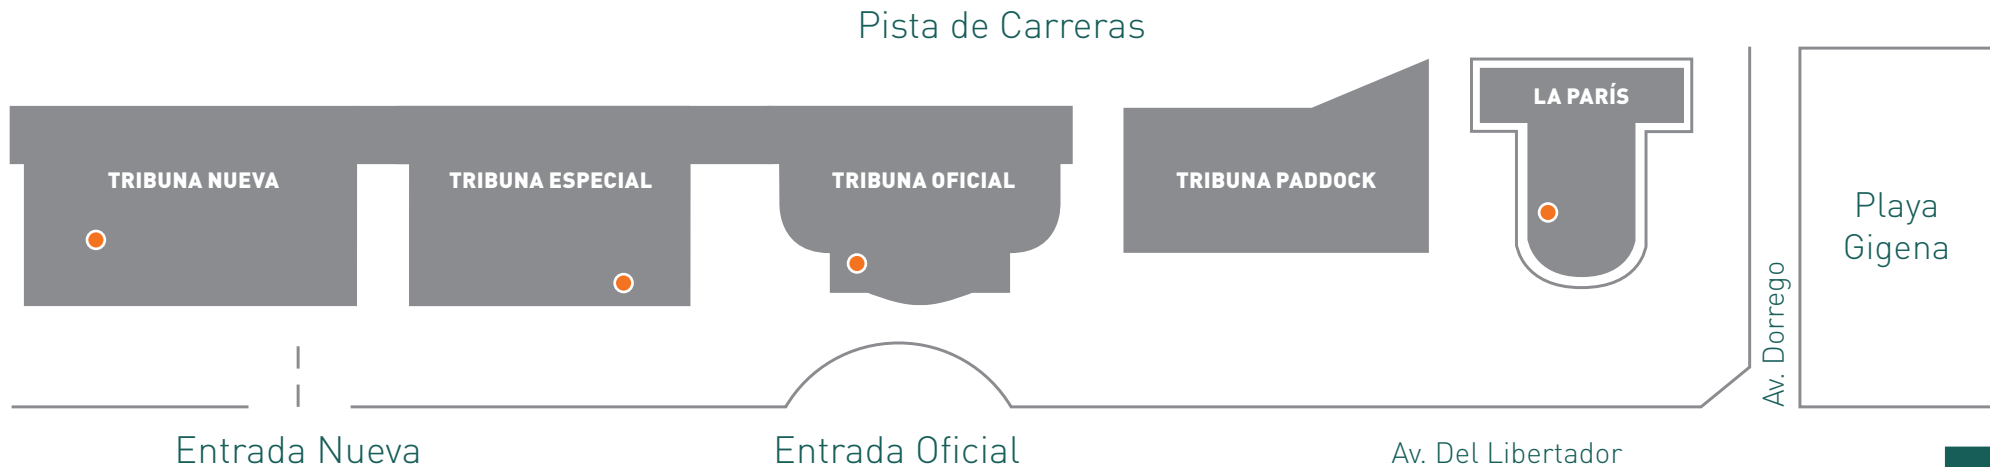 Pista de Carreras
LA PARÍS
TRIBUNA NUEVA
TRIBUNA ESPECIAL
TRIBUNA OFICIAL
TRIBUNA PADDOCK
Playa
Gigena
Av. Dorrego
Entrada Nueva
Entrada Oficial
Av. Del Libertador